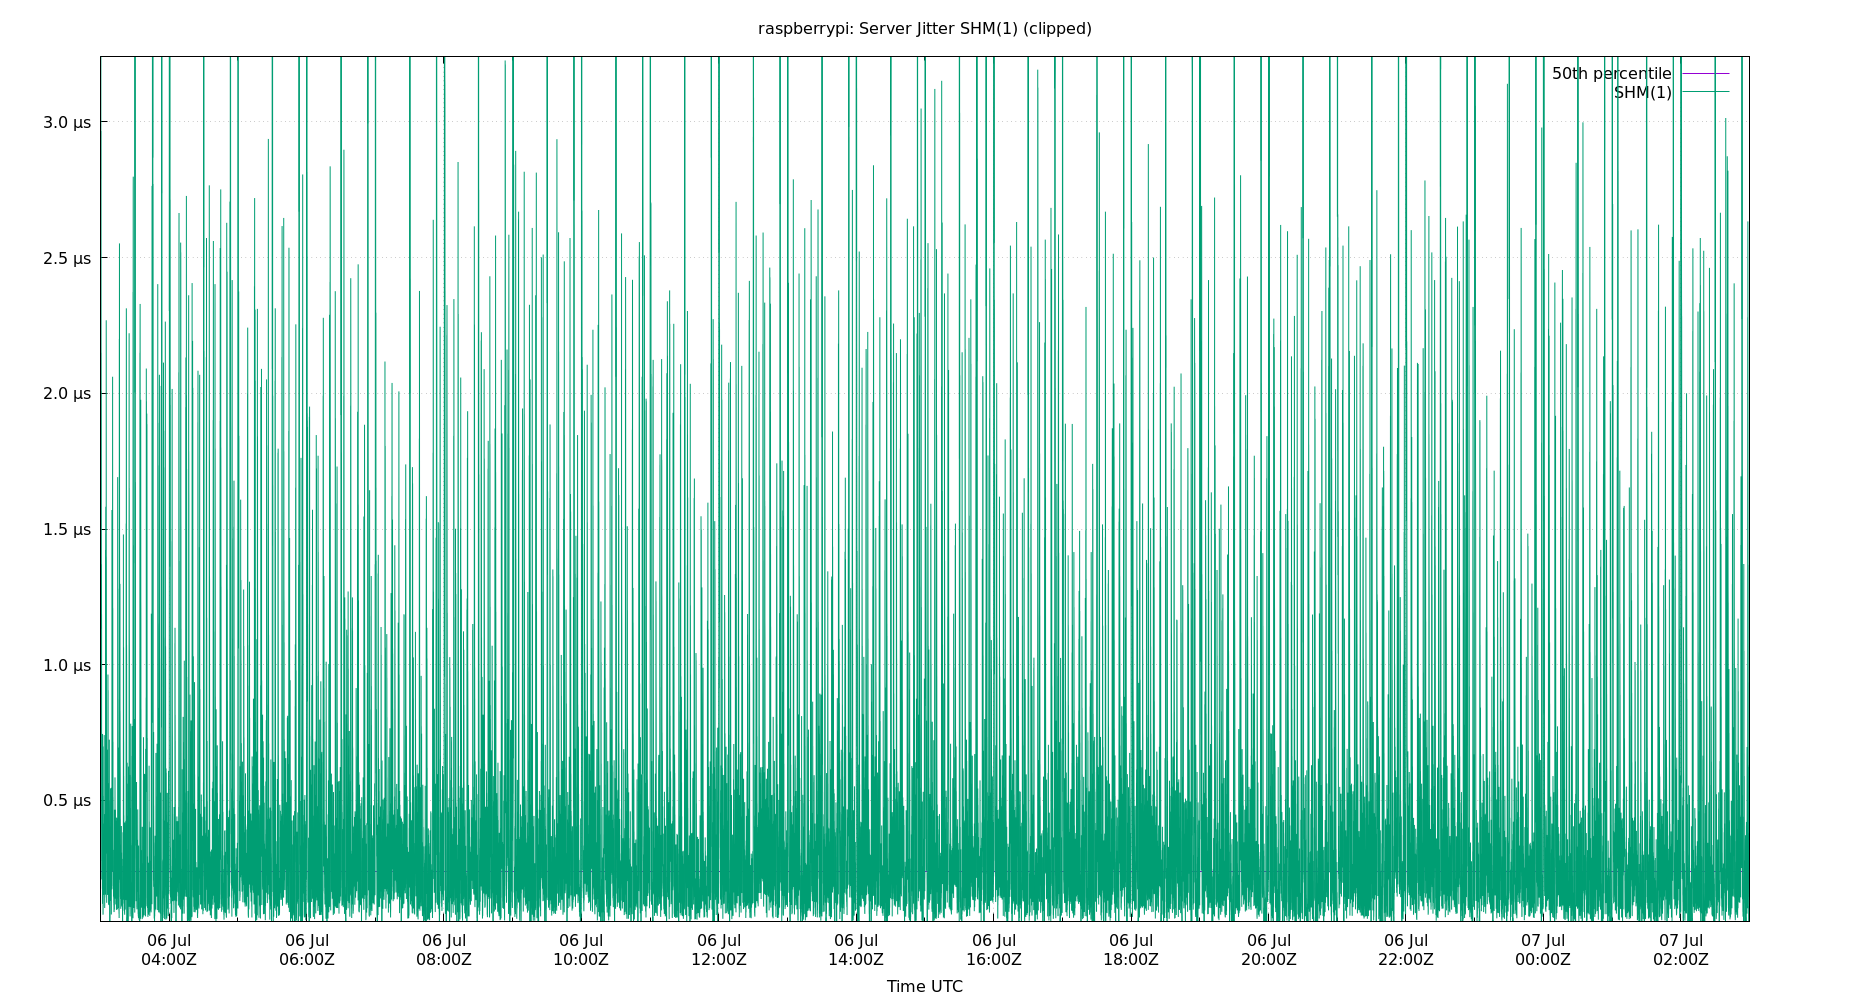 raspberrypi: Server Jitter SHM(1) (clipped)
50th percentile
SHM(1)
3.0 µs
2.5 µs
2.0 µs
1.5 µs
1.0 µs
0.5 µs
06 Jul 06 Jul 06 Jul 06 Jul 06 Jul 06 Jul 06 Jul 06 Jul 06 Jul 06 Jul 07 Jul 07 Jul
04:00Z 06:00Z 08:00Z 10:00Z 12:00Z 14:00Z 16:00Z 18:00Z 20:00Z 22:00Z 00:00Z 02:00Z
Time UTC